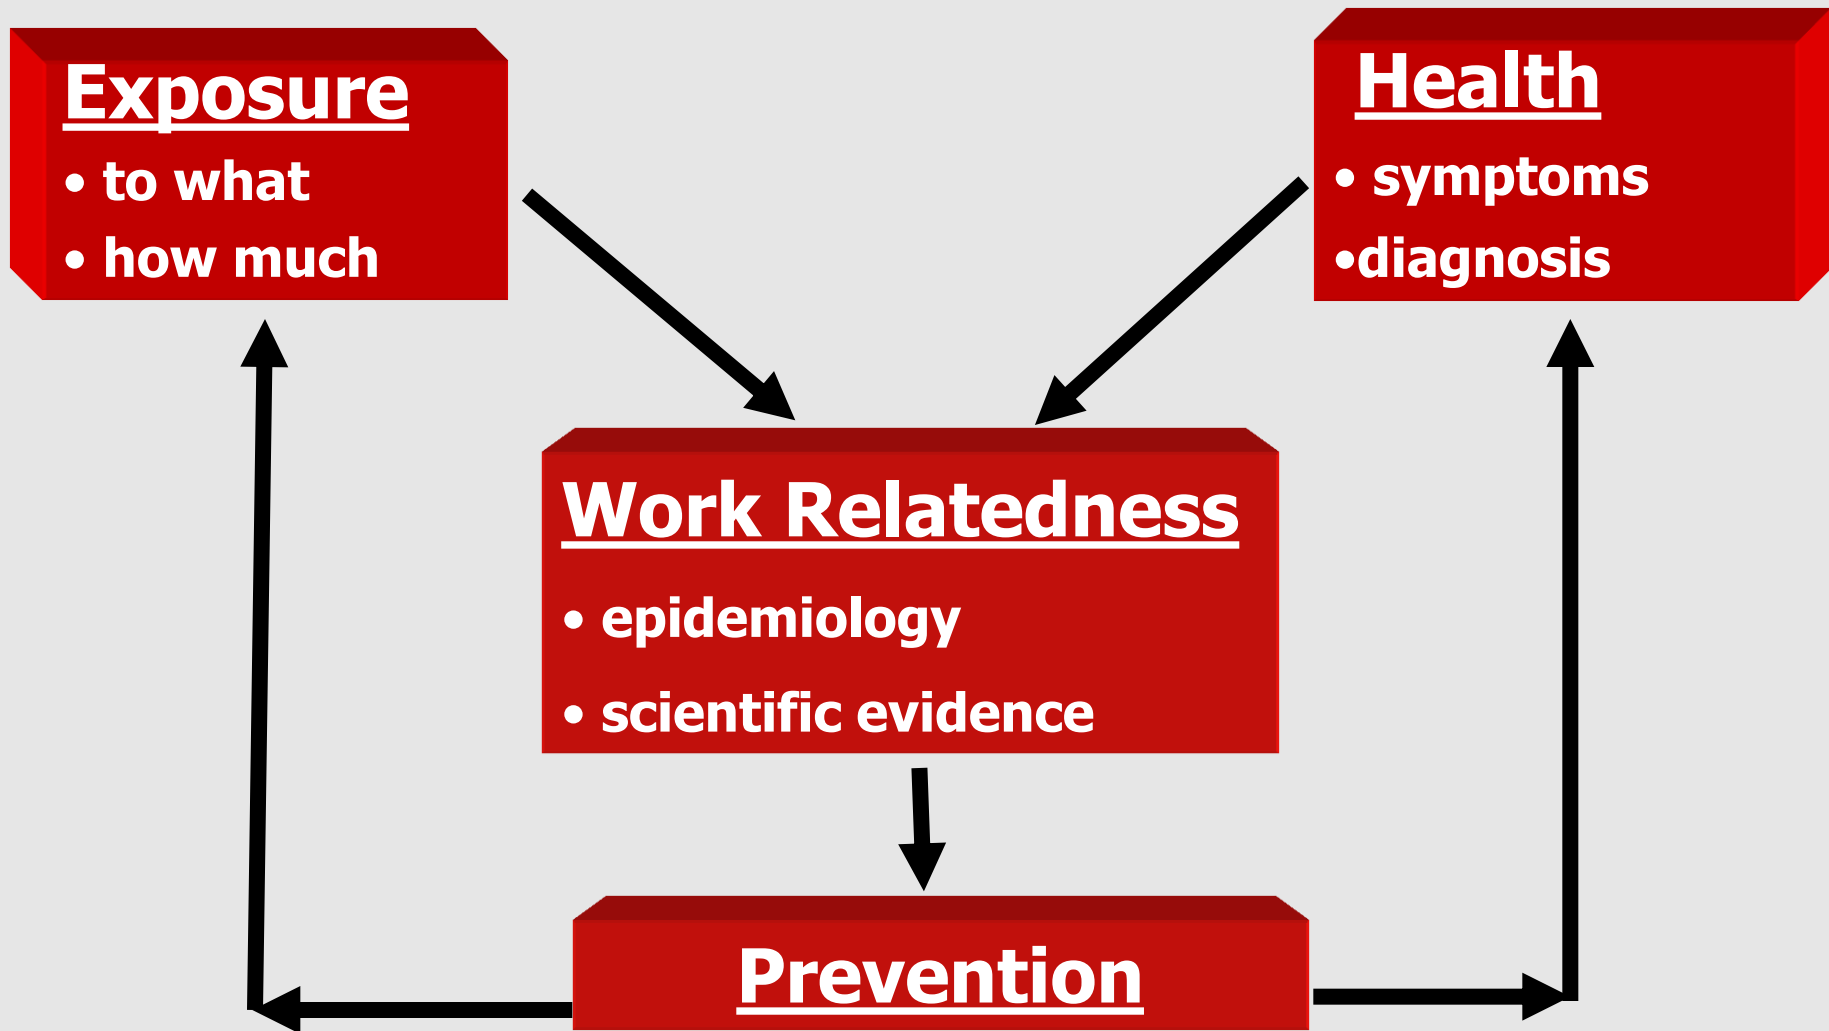 Exposure
• to what
• how much
Health
• symptoms
•diagnosis
Work Relatedness
• epidemiology
• scientific evidence
Prevention